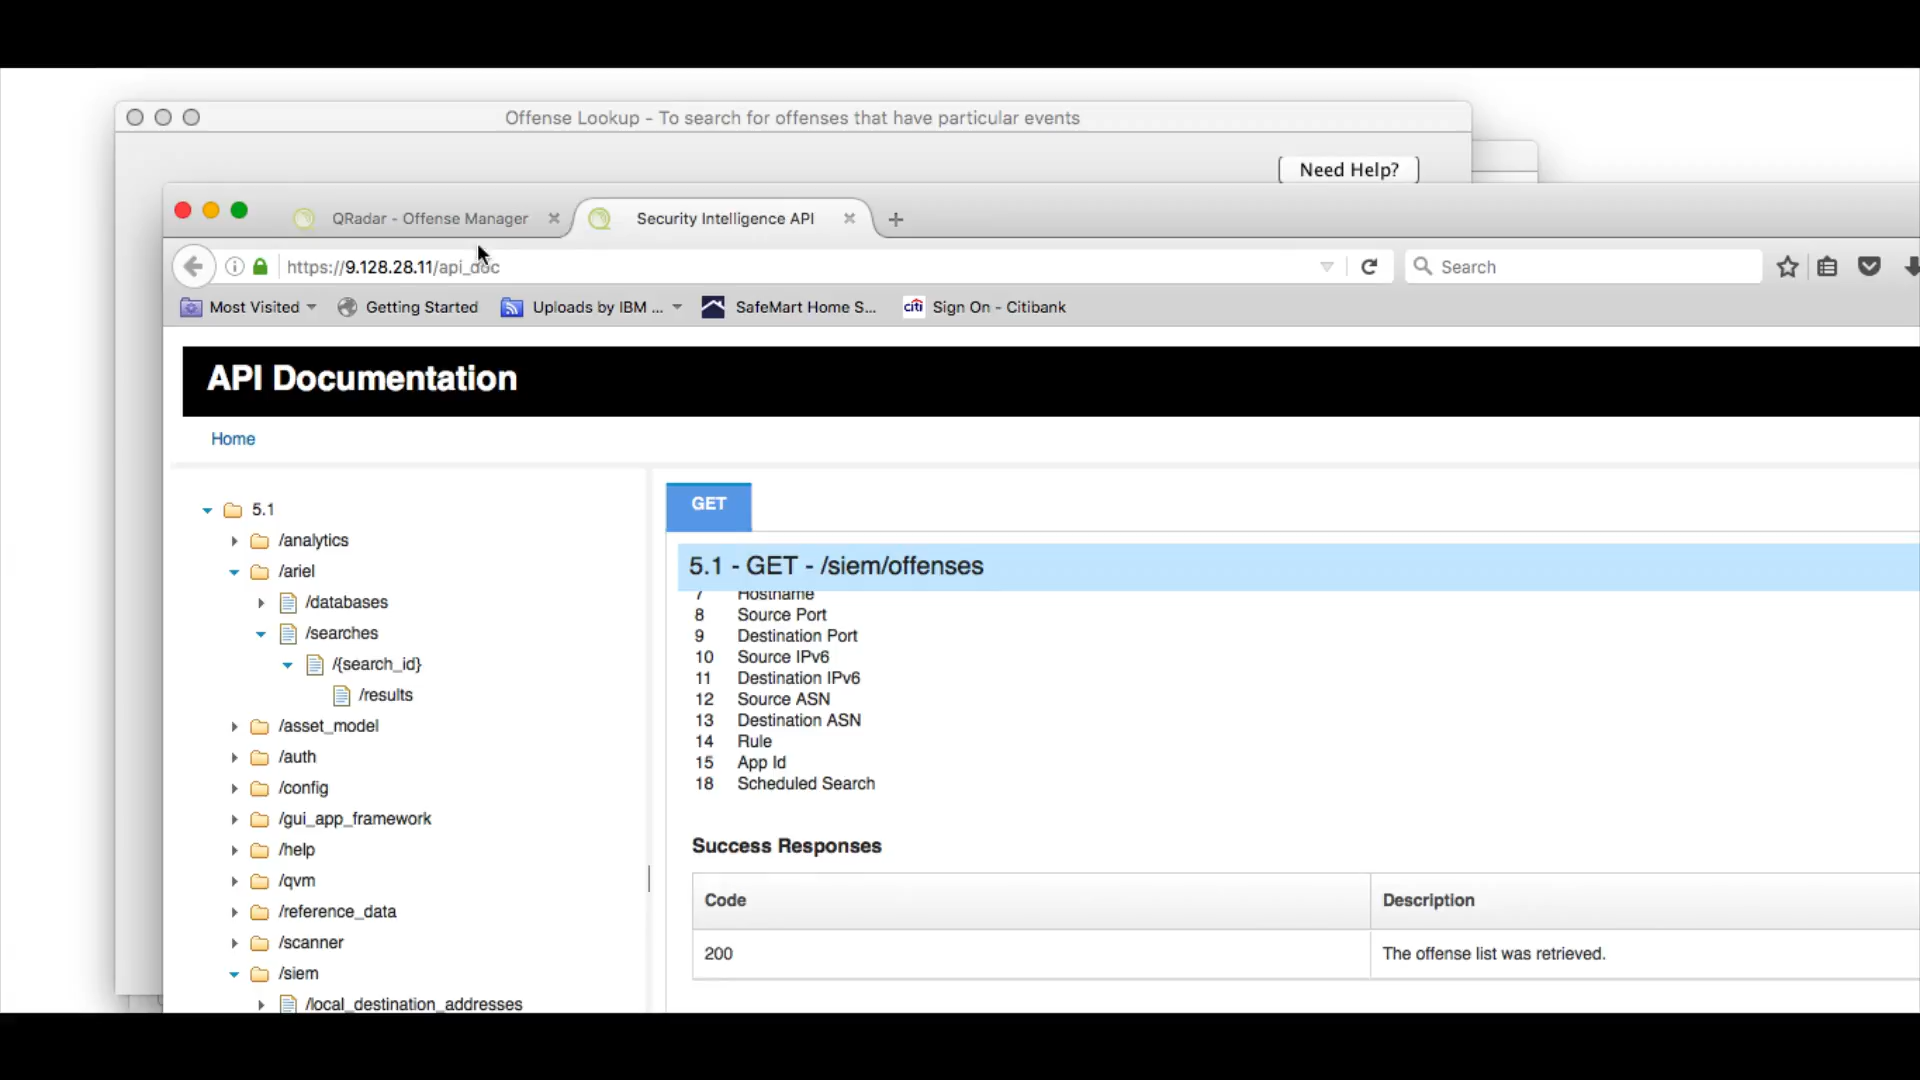 Offense Lookup - To search for offenses that have particular events
Need Help?
QRadar - Offense Manager
Security Intelligence API
https://9.128.28.11/api_doc
Search
Most Visited
Getting Started
Uploads by IBM ...
SafeMart Home S...
citi Sign On - Citibank
API Documentation
Home
5.1
/analytics
/ariel
/databases
/searches
/{search_id}
/results
/asset_model
/auth
/config
/gui_app_framework
/help
/qvm
/reference_data
/scanner
/siem
/local_destination_addresses
GET
5.1 - GET - /siem/offenses
7 Hostname
8 Source Port
9 Destination Port
10 Source IPv6
11 Destination IPv6
12 Source ASN
13 Destination ASN
14 Rule
15 App Id
18 Scheduled Search
Success Responses
Code Description
200 The offense list was retrieved.